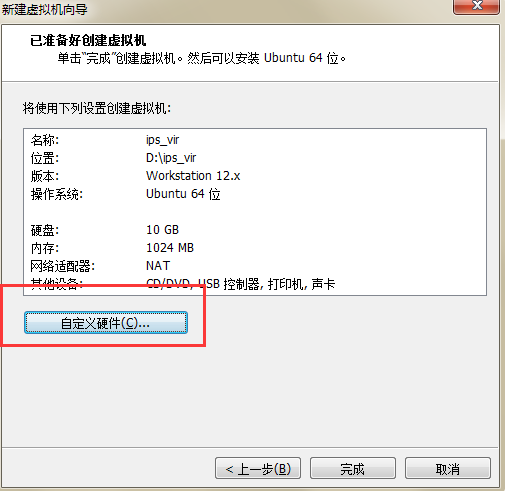 新建虚拟机向导
已准备好创建虚拟机
单击“完成”创建虚拟机。然后可以安装 Ubuntu 64 位。
将使用下列设置创建虚拟机:
名称: ips_vir
位置: D:\ips_vir
版本: Workstation 12.x
操作系统: Ubuntu 64 位
硬盘: 10 GB
内存: 1024 MB
网络适配器: NAT
其他设备: CD/DVD, USB 控制器, 打印机, 声卡
自定义硬件(C)...
< 上一步(B) 完成 取消